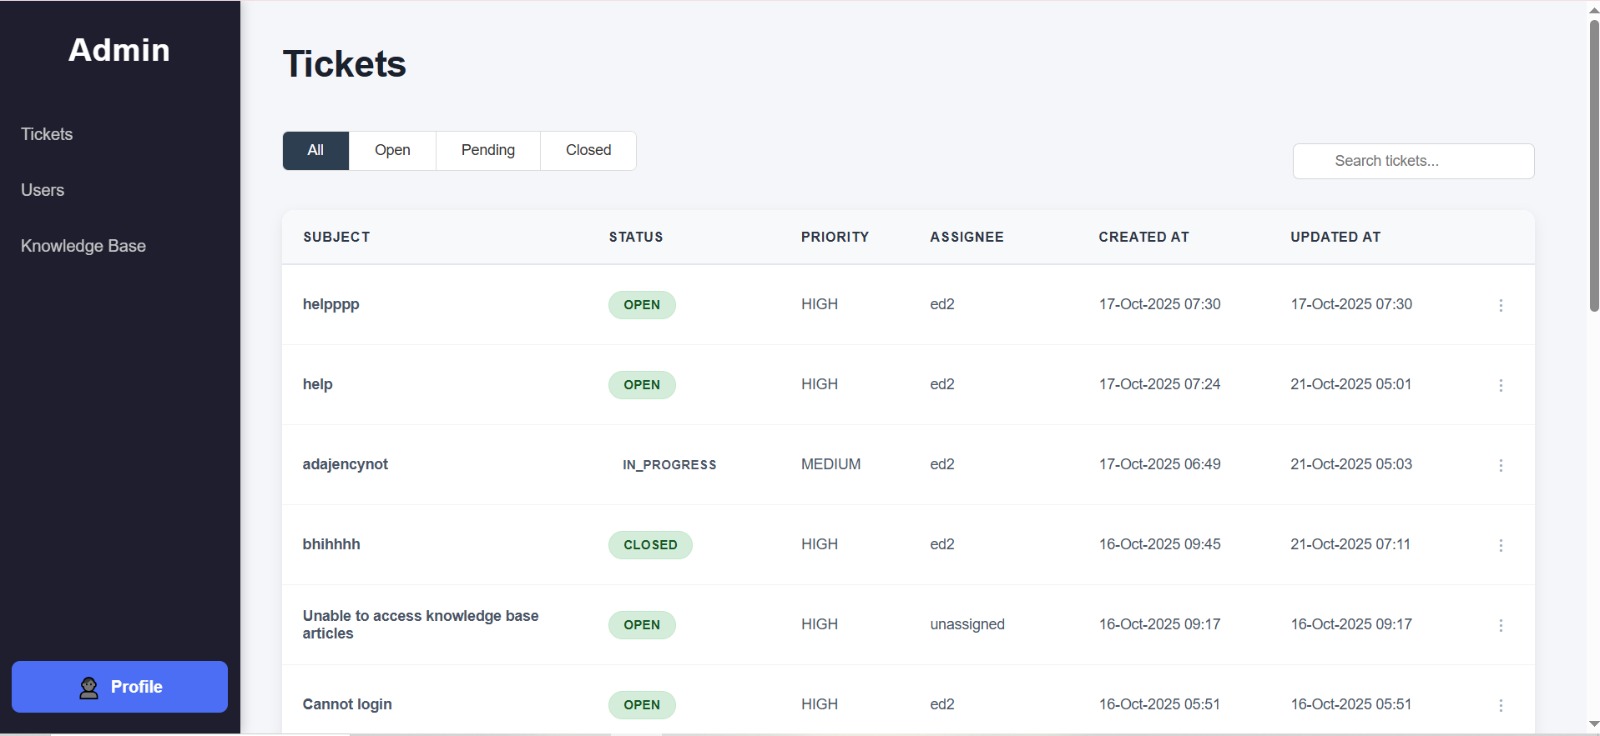 Admin
Tickets
Users
Knowledge Base
Profile
Tickets
All Open Pending Closed
Search tickets...
SUBJECT STATUS PRIORITY ASSIGNEE CREATED AT UPDATED AT
helpppp OPEN HIGH ed2 17-Oct-2025 07:30 17-Oct-2025 07:30
help OPEN HIGH ed2 17-Oct-2025 07:24 21-Oct-2025 05:01
adajencynot IN_PROGRESS MEDIUM ed2 17-Oct-2025 06:49 21-Oct-2025 05:03
bhihhhh CLOSED HIGH ed2 16-Oct-2025 09:45 21-Oct-2025 07:11
Unable to access knowledge base
articles OPEN HIGH unassigned 16-Oct-2025 09:17 16-Oct-2025 09:17
Cannot login OPEN HIGH ed2 16-Oct-2025 05:51 16-Oct-2025 05:51